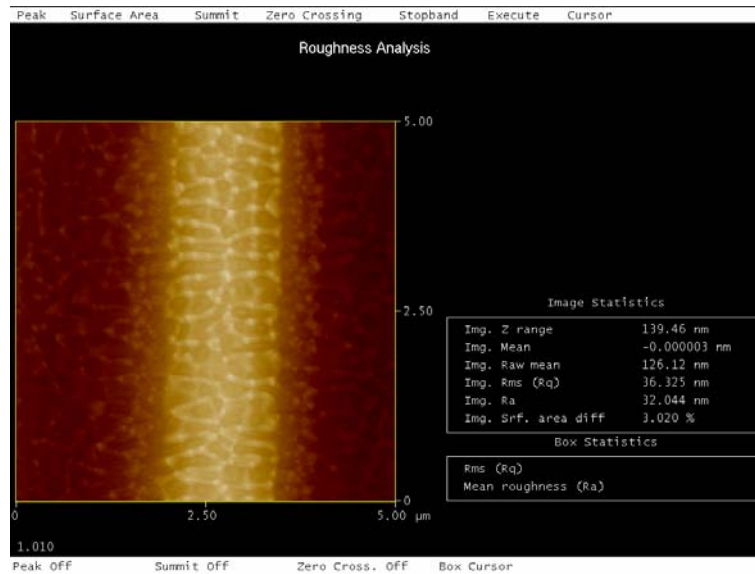 Peak Surface Area Summit Zero Crossing Stopband Execute Cursor
Roughness Analysis
5.00
2.50
0
0 2.50 5.00 µm
Image Statistics
Img. Z range 139.46 nm
Img. Mean -0.000003 nm
Img. Raw mean 126.12 nm
Img. Rms (Rq) 36.325 nm
Img. Ra 32.044 nm
Img. Srf. area diff 3.020 %
Box Statistics
Rms (Rq)
Mean roughness (Ra)
1.010
Peak Off Summit Off Zero Cross. Off Box Cursor